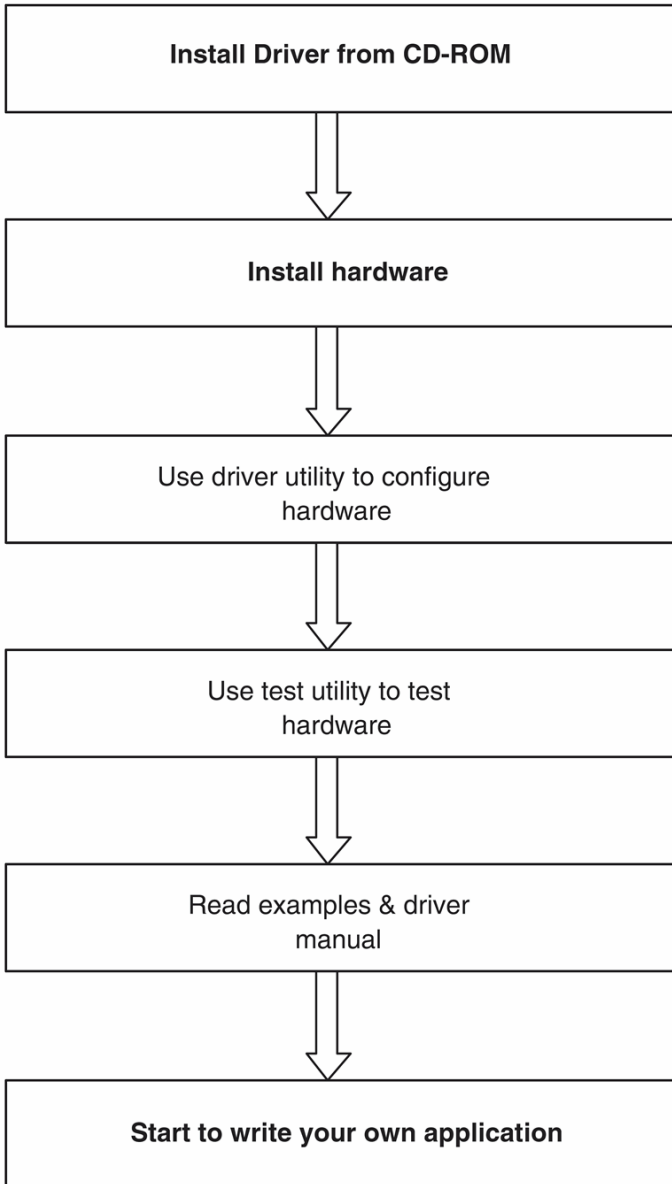 Install Driver from CD-ROM
Install hardware
Use driver utility to configure
hardware
Use test utility to test
hardware
Read examples & driver
manual
Start to write your own application